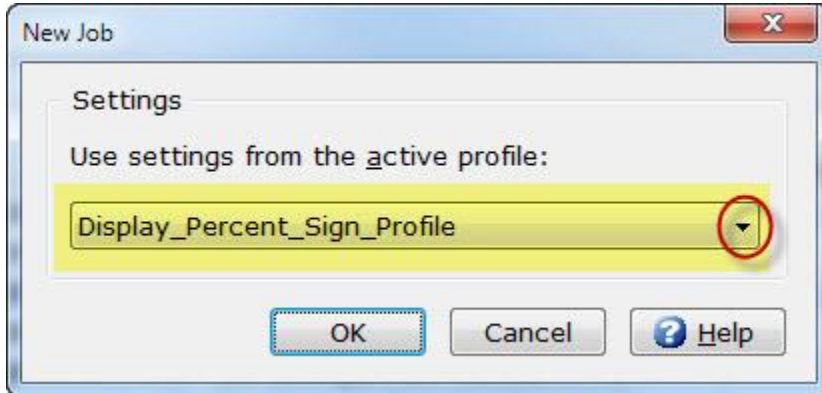 New Job
Settings
Use settings from the active profile:
Display_Percent_Sign_Profile
OK Cancel Help